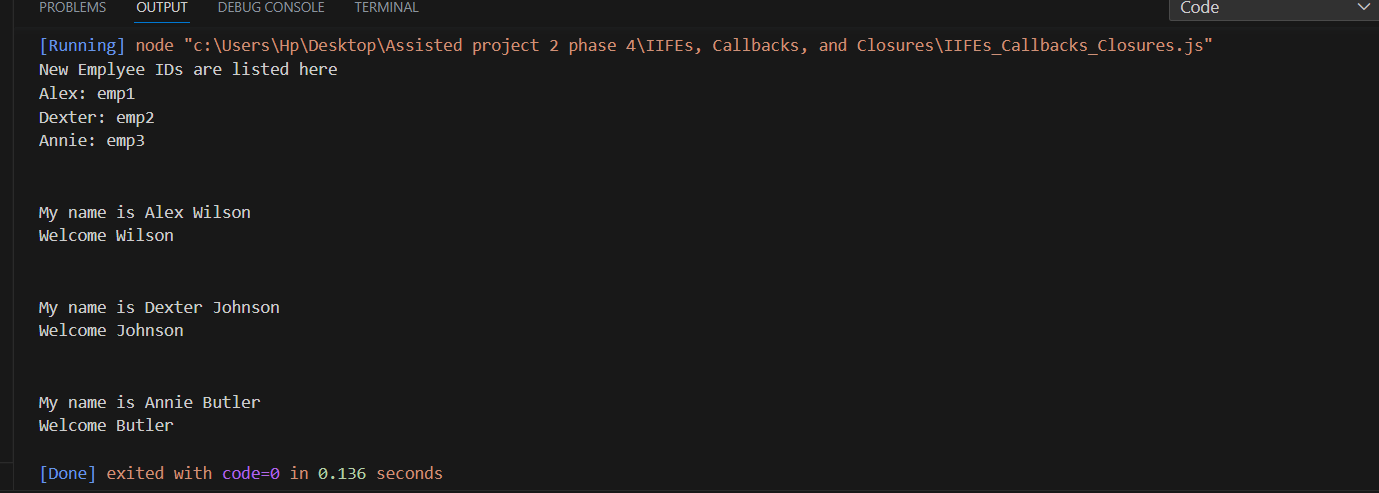 PROBLEMS OUTPUT DEBUG CONSOLE TERMINAL Code
[Running] node "c:\Users\Hp\Desktop\Assisted project 2 phase 4\IIFEs, Callbacks, and Closures\IIFEs_Callbacks_Closures.js"
New Emplyee IDs are listed here
Alex: emp1
Dexter: emp2
Annie: emp3
My name is Alex Wilson
Welcome Wilson
My name is Dexter Johnson
Welcome Johnson
My name is Annie Butler
Welcome Butler
[Done] exited with code=0 in 0.136 seconds